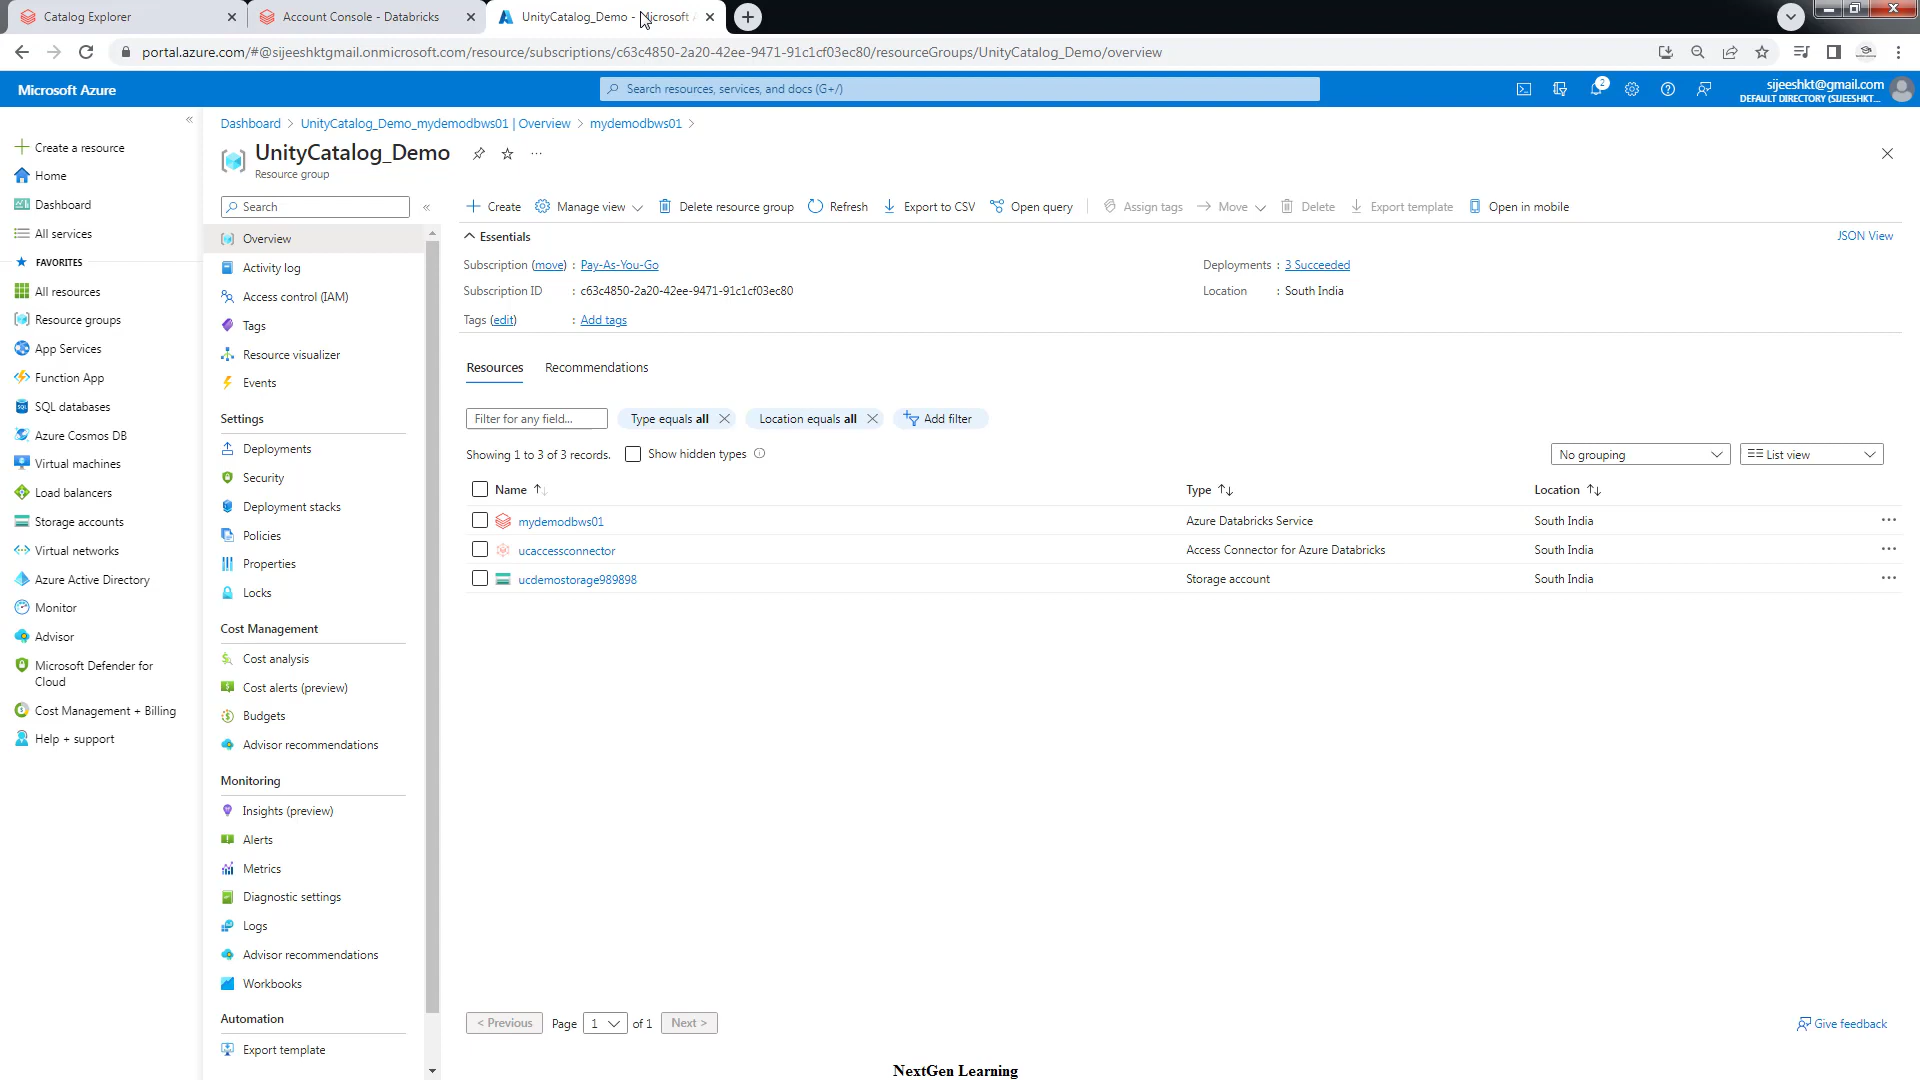 Catalog Explorer
Account Console - Databricks
UnityCatalog_Demo - Microsoft
portal.azure.com/#@sijeeshktgmail.onmicrosoft.com/resource/subscriptions/c63c4850-2a20-42ee-9471-91c1cf03ec80/resourceGroups/UnityCatalog_Demo/overview
Microsoft Azure
Search resources, services, and docs (G+/)
2
sijeeshkt@gmail.com
DEFAULT DIRECTORY (SIJEESHKT...
Create a resource
Home
Dashboard
All services
FAVORITES
All resources
Resource groups
App Services
Function App
SQL databases
Azure Cosmos DB
Virtual machines
Load balancers
Storage accounts
Virtual networks
Azure Active Directory
Monitor
Advisor
Microsoft Defender for
Cloud
Cost Management + Billing
Help + support
Dashboard > UnityCatalog_Demo_mydemodbws01 | Overview > mydemodbws01 >
UnityCatalog_Demo
Resource group
Search
Overview
Activity log
Access control (IAM)
Tags
Resource visualizer
Events
Settings
Deployments
Security
Deployment stacks
Policies
Properties
Locks
Cost Management
Cost analysis
Cost alerts (preview)
Budgets
Advisor recommendations
Monitoring
Insights (preview)
Alerts
Metrics
Diagnostic settings
Logs
Advisor recommendations
Workbooks
Automation
Export template
Create
Manage view
Delete resource group
Refresh
Export to CSV
Open query
Assign tags
Move
Delete
Export template
Open in mobile
Essentials
JSON View
Subscription (move) : Pay-As-You-Go
Subscription ID : c63c4850-2a20-42ee-9471-91c1cf03ec80
Tags (edit) : Add tags
Deployments : 3 Succeeded
Location : South India
Resources
Recommendations
Filter for any field...
Type equals all
Location equals all
Add filter
Showing 1 to 3 of 3 records.
Show hidden types
No grouping
List view
Name Type Location
mydemodbws01 Azure Databricks Service South India
ucaccessconnector Access Connector for Azure Databricks South India
ucdemostorage989898 Storage account South India
< Previous Page 1 of 1 Next >
Give feedback
NextGen Learning